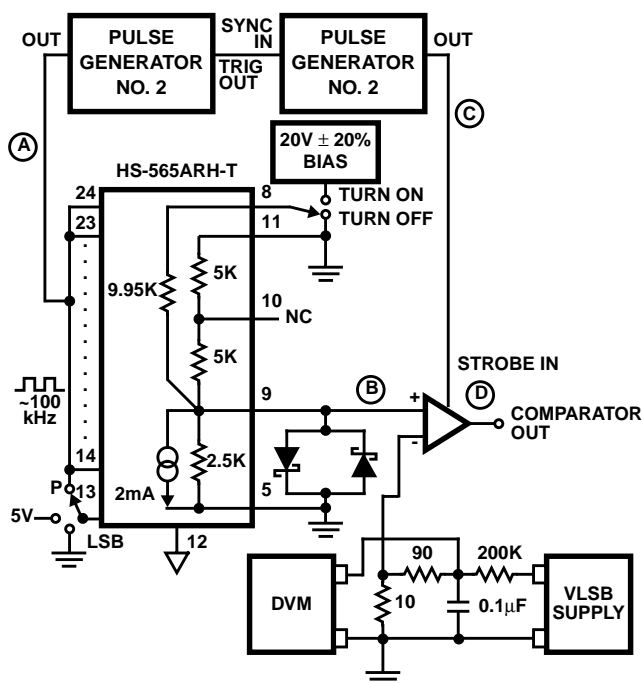 OUT
PULSE
GENERATOR
NO. 2
SYNC
IN
TRIG
OUT
PULSE
GENERATOR
NO. 2
OUT
A
C
20V ± 20%
BIAS
HS-565ARH-T
24
23
8
TURN ON
TURN OFF
11
9.95K
5K
10
NC
5K
STROBE IN
~100
kHz
9
B
+
-
D
COMPARATOR
OUT
14
2mA
2.5K
P
13
5
5V
LSB
12
DVM
90
200K
10
0.1μF
VLSB
SUPPLY